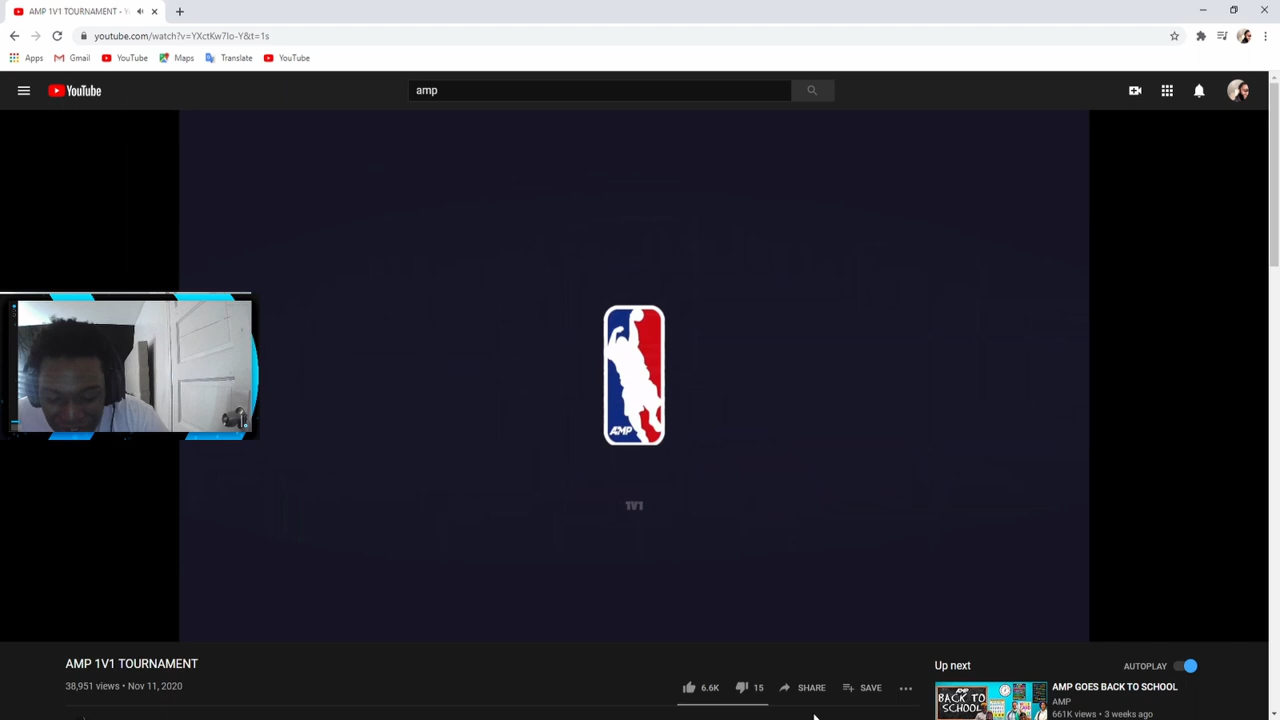 AMP 1V1 TOURNAMENT - Y
youtube.com/watch?v=YXctKw7Io-Y&t=1s
Apps
Gmail
YouTube
Maps
Translate
YouTube
YouTube
amp
AMP
1V1
AMP 1V1 TOURNAMENT
38,951 views • Nov 11, 2020
6.6K
15
SHARE
SAVE
Up next
AUTOPLAY
AMP
BACK TO
SCHOOL
AMP GOES BACK TO SCHOOL
AMP
661K views • 3 weeks ago